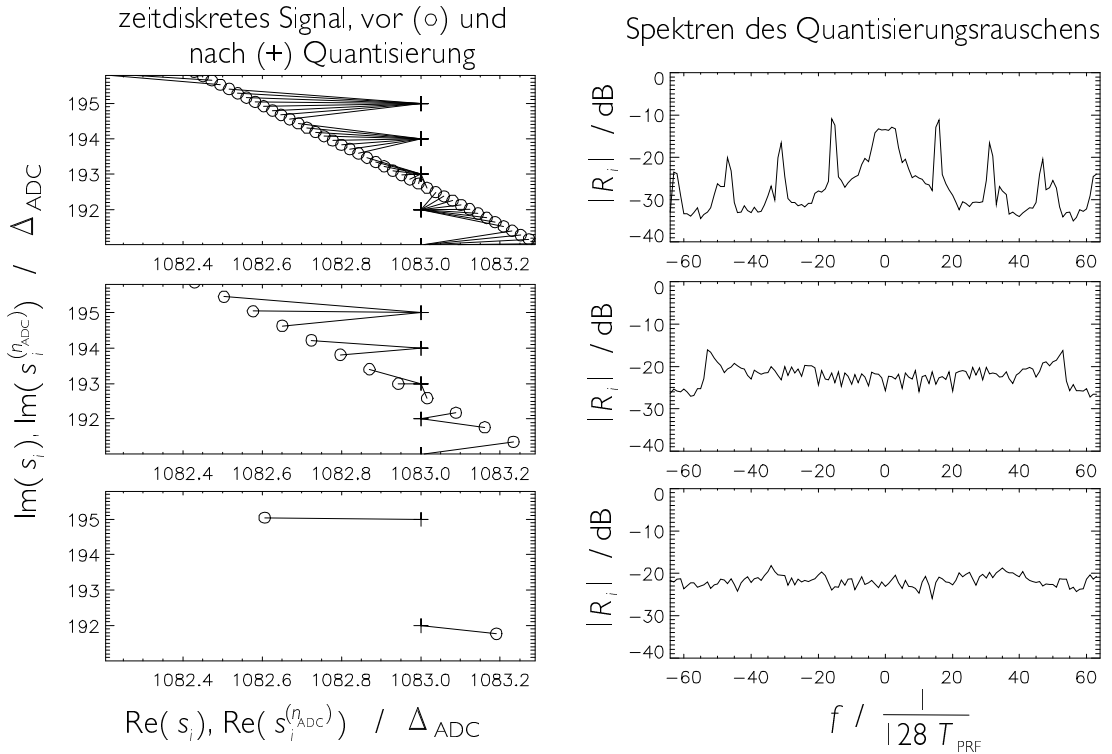 zeitdiskretes Signal, vor (○) und
nach (+) Quantisierung
Spektren des Quantisierungsrauschens
Im( s_i ), Im( s_i^(n_ADC) ) / Δ_ADC
195
194
193
192
1082.4 1082.6 1082.8 1083.0 1083.2
195
194
193
192
1082.4 1082.6 1082.8 1083.0 1083.2
195
194
193
192
1082.4 1082.6 1082.8 1083.0 1083.2
Re( s_i ), Re( s_i^(n_ADC) ) / Δ_ADC
|R_i| / dB
0
−10
−20
−30
−40
−60 −40 −20 0 20 40 60
|R_i| / dB
0
−10
−20
−30
−40
−60 −40 −20 0 20 40 60
|R_i| / dB
0
−10
−20
−30
−40
−60 −40 −20 0 20 40 60
f / 1
128 T_PRF